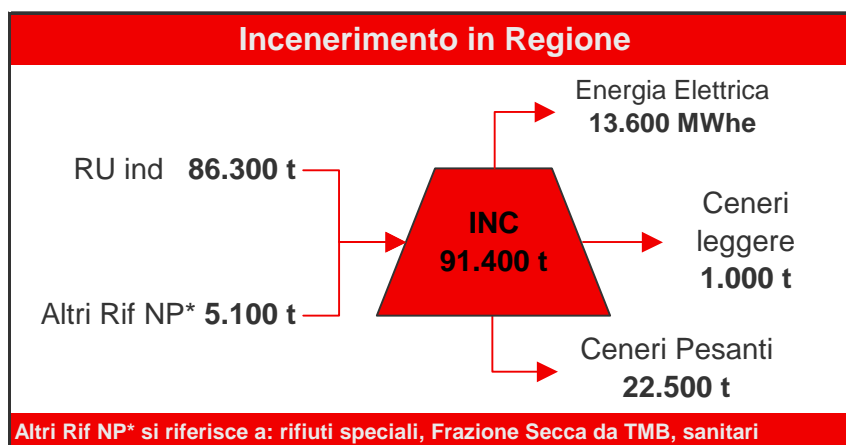 Incenerimento in Regione
Energia Elettrica
13.600 MWhe
RU ind 86.300 t
INC
91.400 t
Ceneri
leggere
1.000 t
Altri Rif NP* 5.100 t
Ceneri Pesanti
22.500 t
Altri Rif NP* si riferisce a: rifiuti speciali, Frazione Secca da TMB, sanitari